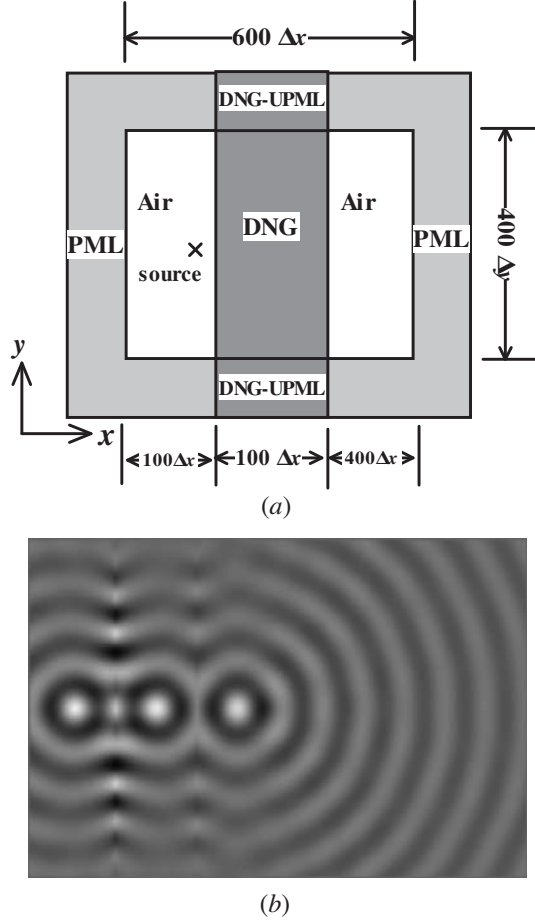 600 Δx
DNG-UPML
Air
Air
DNG
PML
PML
source
400 Δy
y
DNG-UPML
x
100Δx
100 Δx
400Δx
(a)
(b)